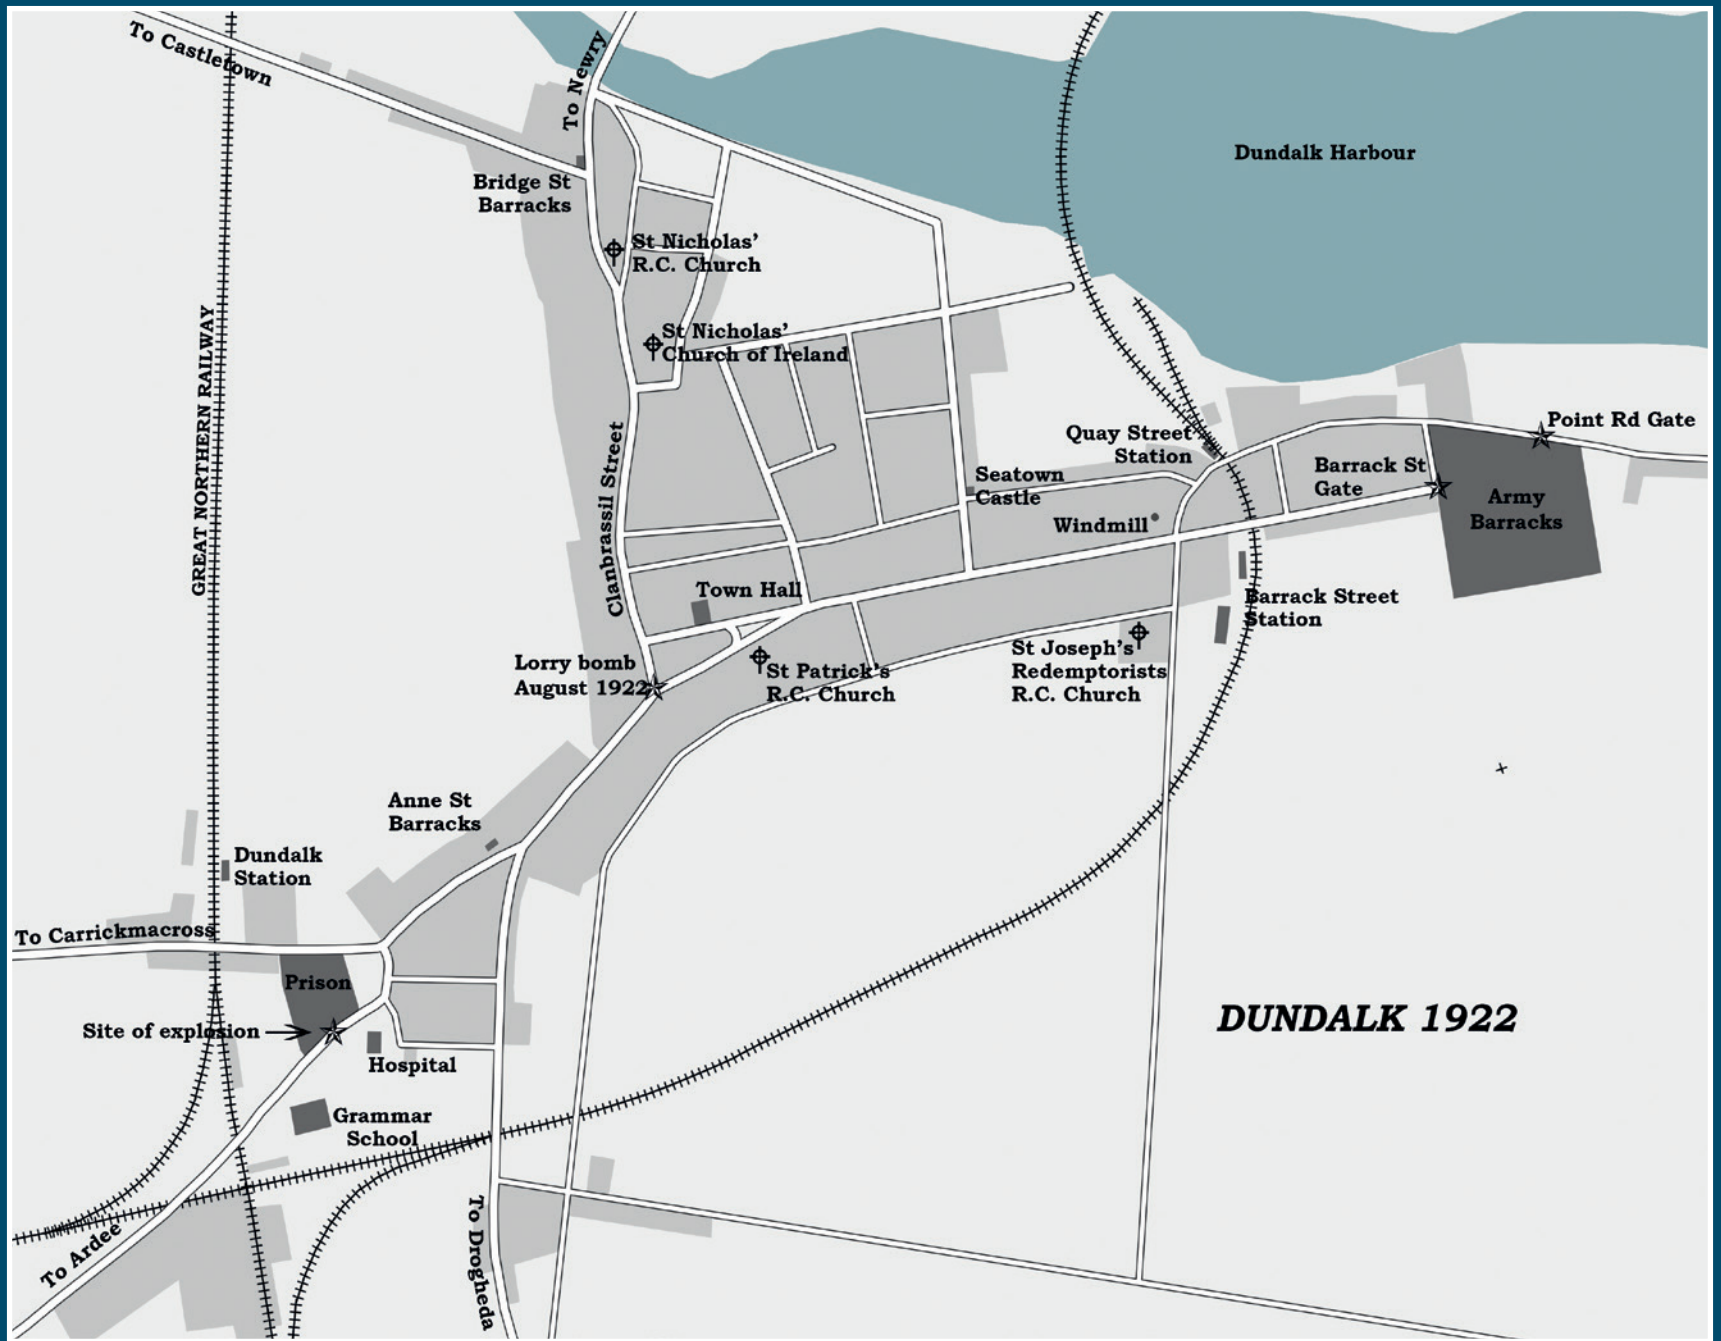 To Castletown
To Newry
Dundalk Harbour
Bridge St
Barracks
St Nicholas'
R.C. Church
St Nicholas'
Church of Ireland
GREAT NORTHERN RAILWAY
Clanbrassil Street
Quay Street
Station
Point Rd Gate
Seatown
Castle
Barrack St
Gate
Army
Barracks
Windmill
Town Hall
Barrack Street
Station
Lorry bomb
August 1922
St Patrick's
R.C. Church
St Joseph's
Redemptorists
R.C. Church
Anne St
Barracks
Dundalk
Station
To Carrickmacross
Prison
Site of explosion
Hospital
DUNDALK 1922
Grammar
School
To Ardee
To Drogheda